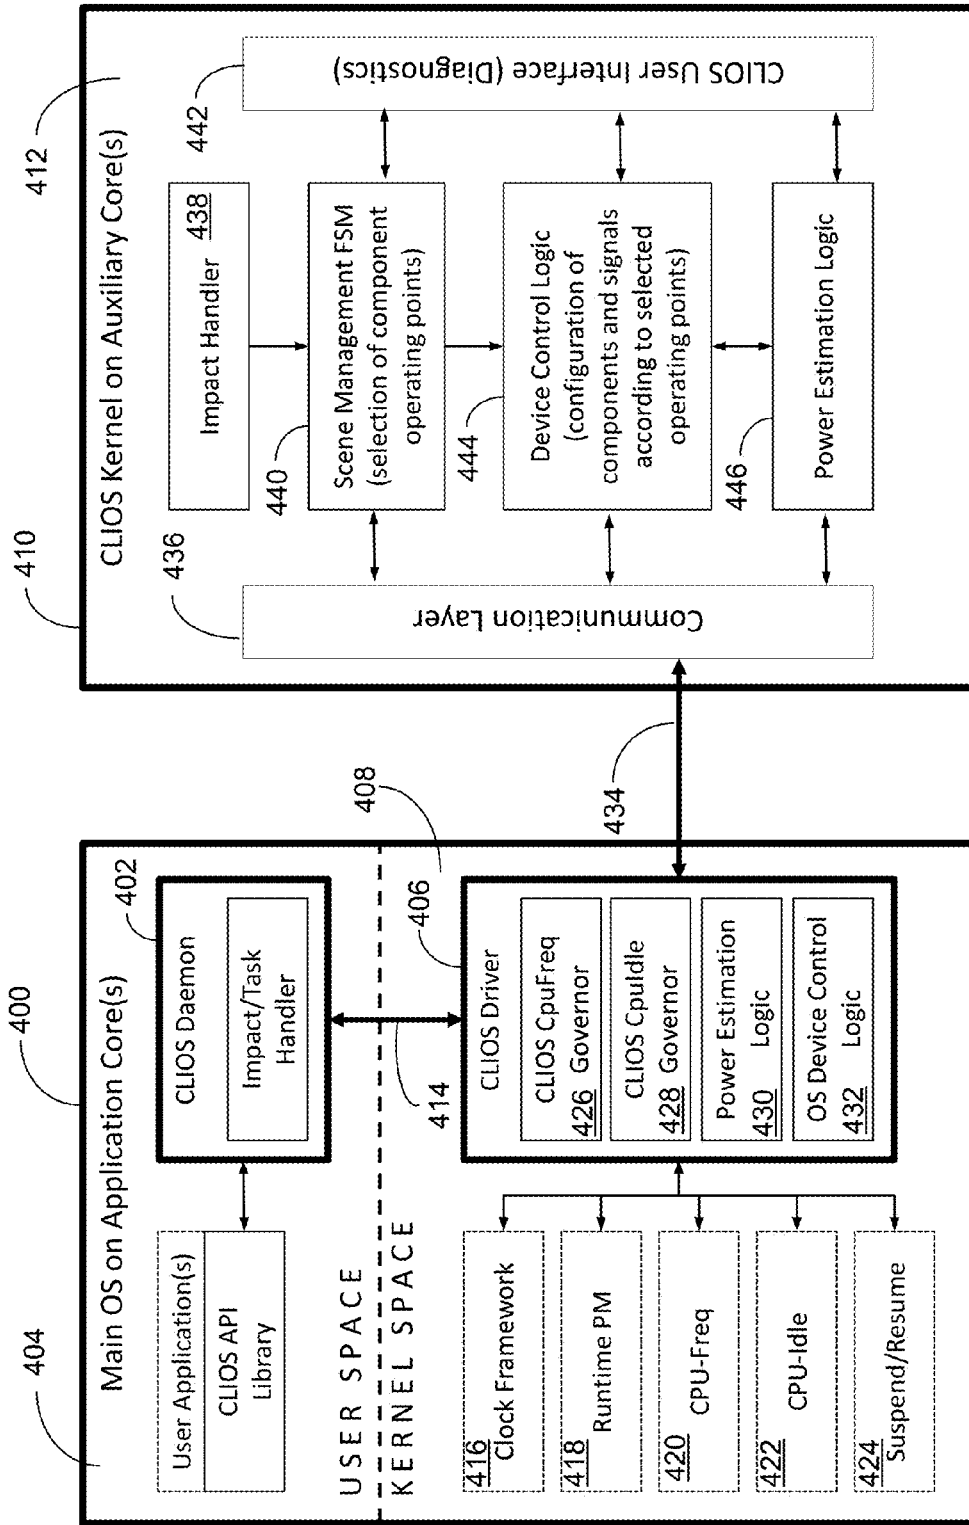 400
404
Main OS on Application Core(s)
402
User Application(s)
CLIOS API
Library
CLIOS Daemon
Impact/Task
Handler
USER SPACE
KERNEL SPACE
414
406
408
416 Clock Framework
418 Runtime PM
420 CPU-Freq
422 CPU-Idle
424 Suspend/Resume
CLIOS Driver
CLIOS CpuFreq
426 Governor
CLIOS CpuIdle
428 Governor
Power Estimation
430 Logic
OS Device Control
432 Logic
434
410
412
CLIOS Kernel on Auxiliary Core(s)
436
Communication Layer
Impact Handler 438
440
Scene Management FSM
(selection of component
operating points)
444
Device Control Logic
(configuration of
components and signals
according to selected
operating points)
446
Power Estimation Logic
442
CLIOS User Interface (Diagnostics)